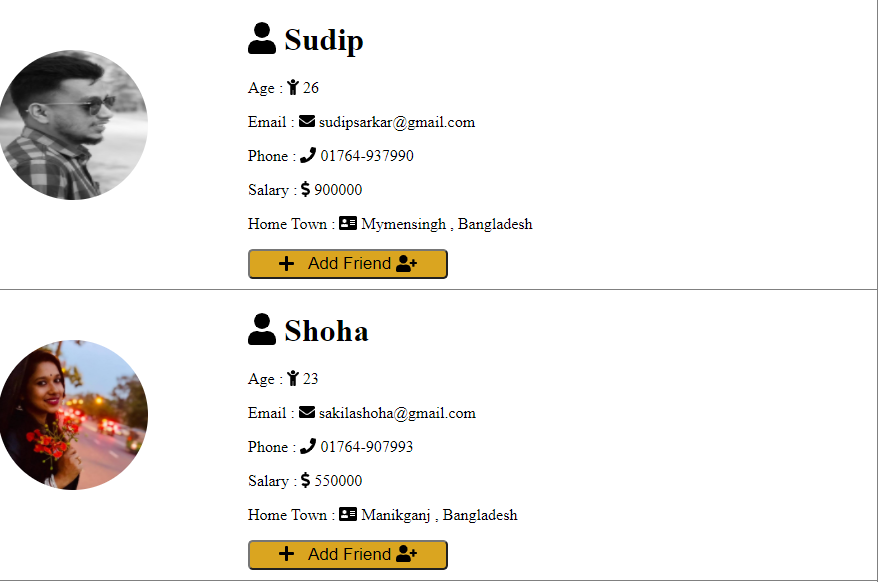 Sudip
Age : 26
Email : sudipsarkar@gmail.com
Phone : 01764-937990
Salary : $ 900000
Home Town : Mymensingh , Bangladesh
+ Add Friend
Shoha
Age : 23
Email : sakilashoha@gmail.com
Phone : 01764-907993
Salary : $ 550000
Home Town : Manikganj , Bangladesh
+ Add Friend